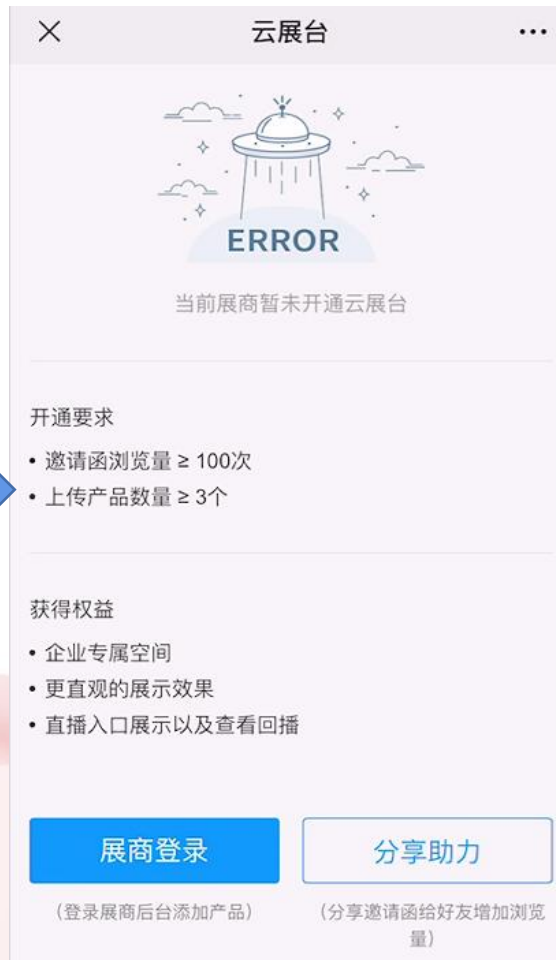 云展台
ERROR
当前展商暂未开通云展台
开通要求
• 邀请函浏览量 ≥ 100次
• 上传产品数量 ≥ 3个
获得权益
• 企业专属空间
• 更直观的展示效果
• 直播入口展示以及查看回播
展商登录
分享助力
（登录展商后台添加产品）
（分享邀请函给好友增加浏览
量）